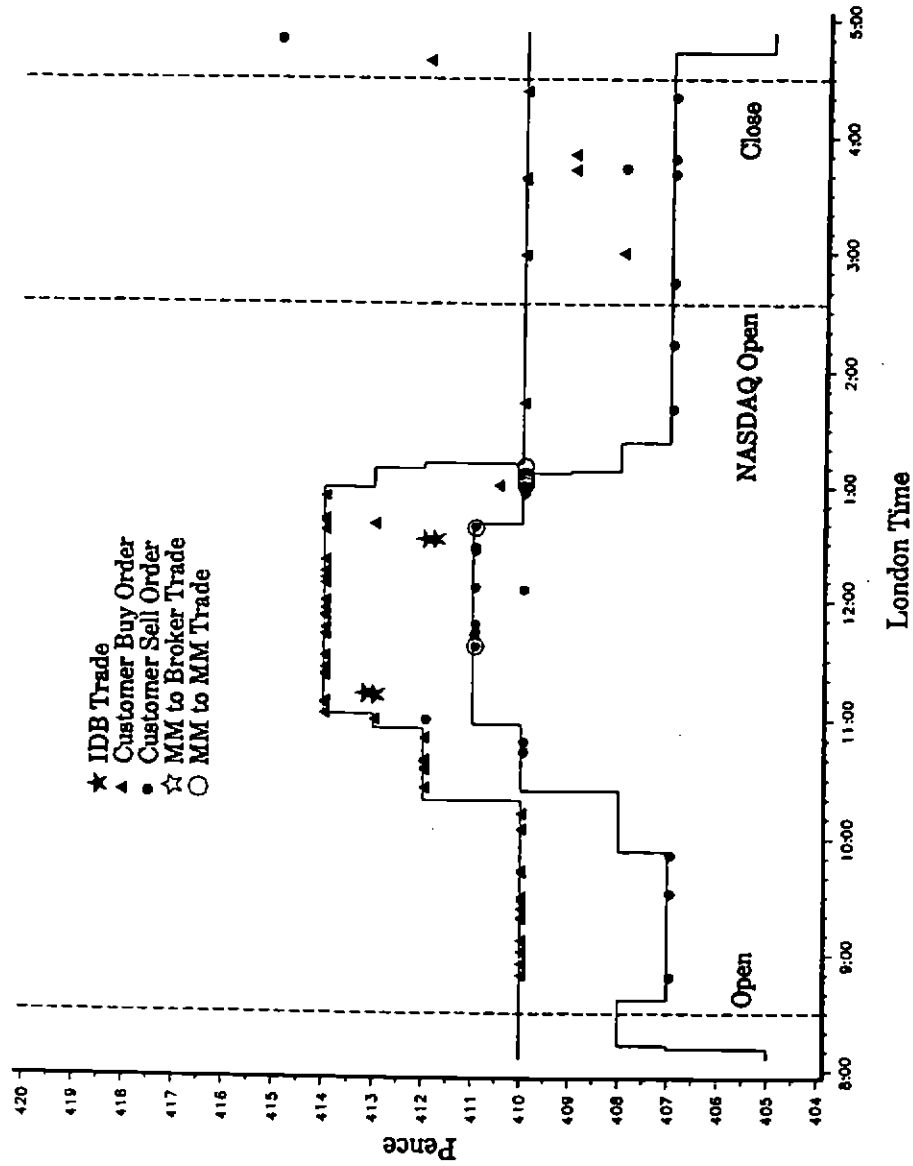 ★ IDB Trade
▲ Customer Buy Order
● Customer Sell Order
☆ MM to Broker Trade
○ MM to MM Trade
Pence
420
419
418
417
416
415
414
413
412
411
410
409
408
407
406
405
404
Open
NASDAQ Open
Close
8:00
9:00
10:00
11:00
12:00
1:00
2:00
3:00
4:00
5:00
London Time